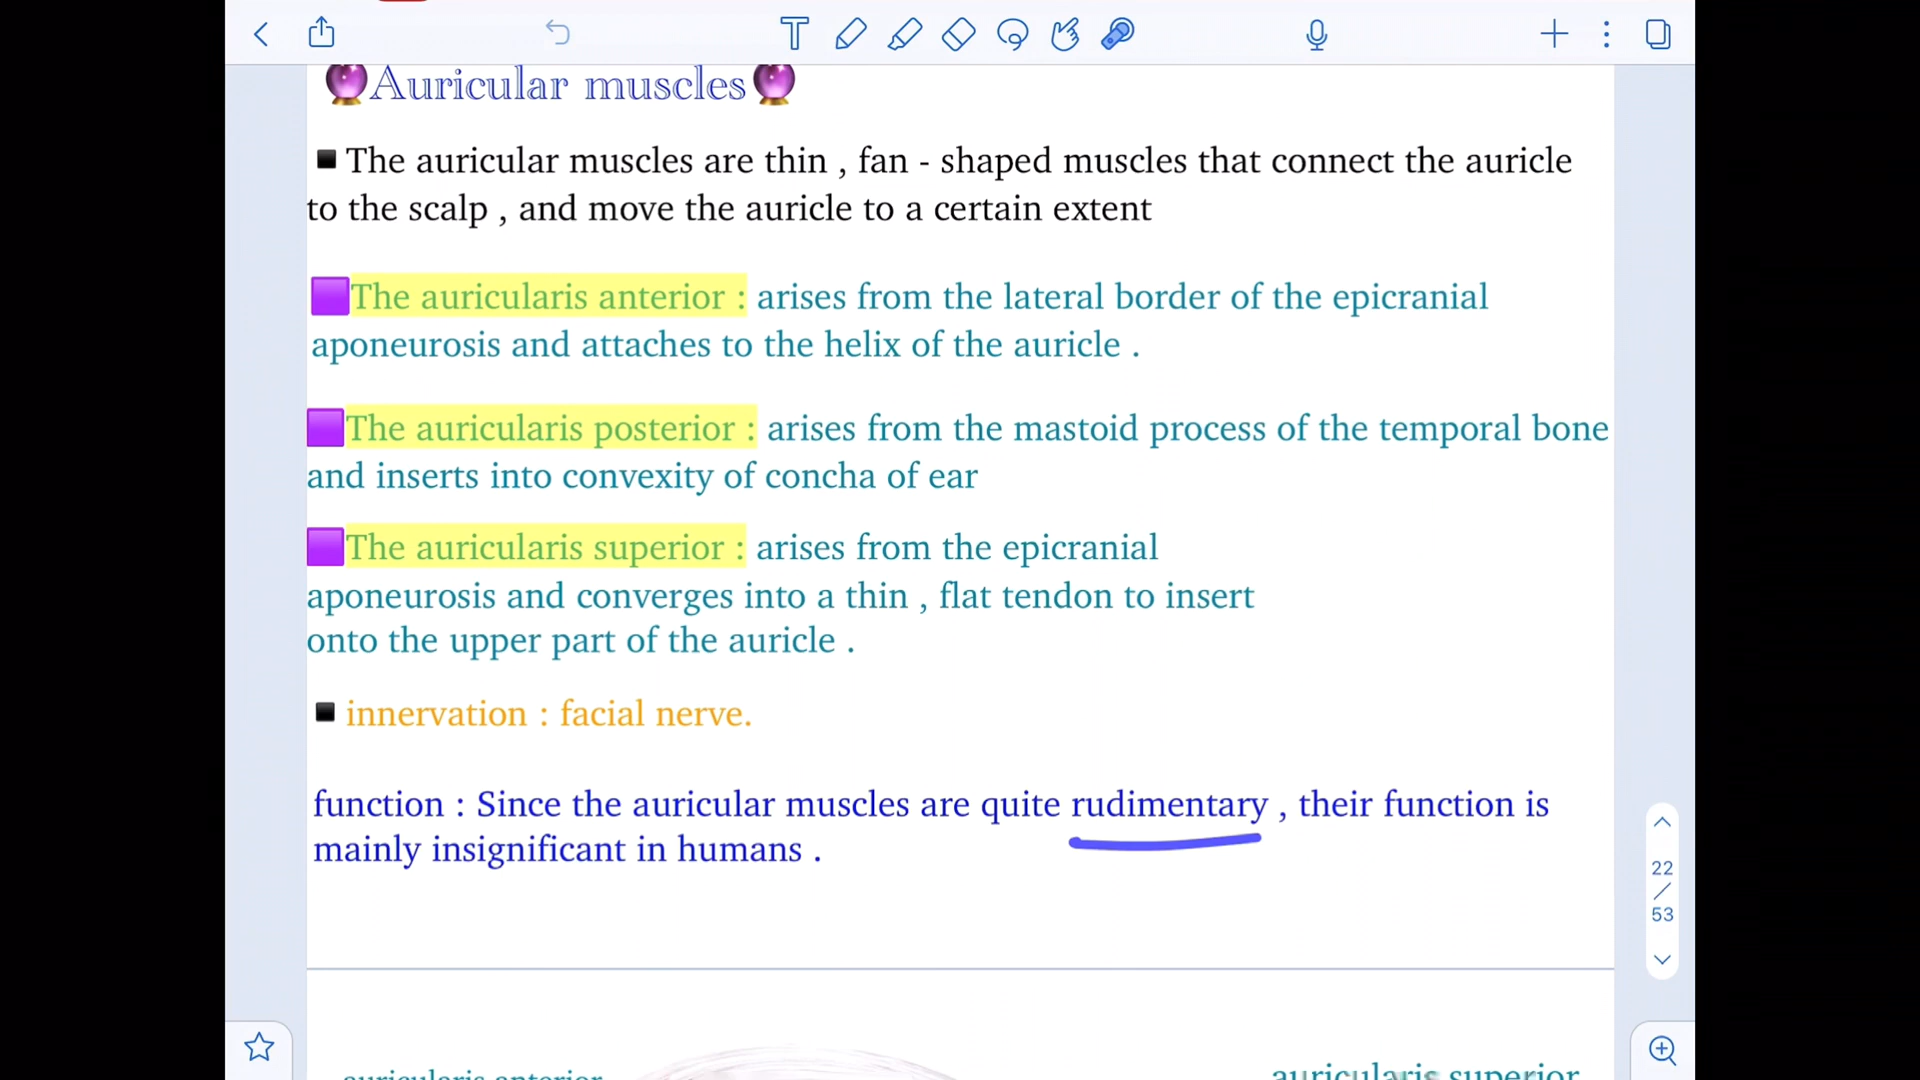 Auricular muscles
The auricular muscles are thin , fan - shaped muscles that connect the auricle
to the scalp , and move the auricle to a certain extent
The auricularis anterior : arises from the lateral border of the epicranial
aponeurosis and attaches to the helix of the auricle .
The auricularis posterior : arises from the mastoid process of the temporal bone
and inserts into convexity of concha of ear
The auricularis superior : arises from the epicranial
aponeurosis and converges into a thin , flat tendon to insert
onto the upper part of the auricle .
innervation : facial nerve.
function : Since the auricular muscles are quite rudimentary , their function is
mainly insignificant in humans .
22
/
53
auricularis anterior
auricularis superior